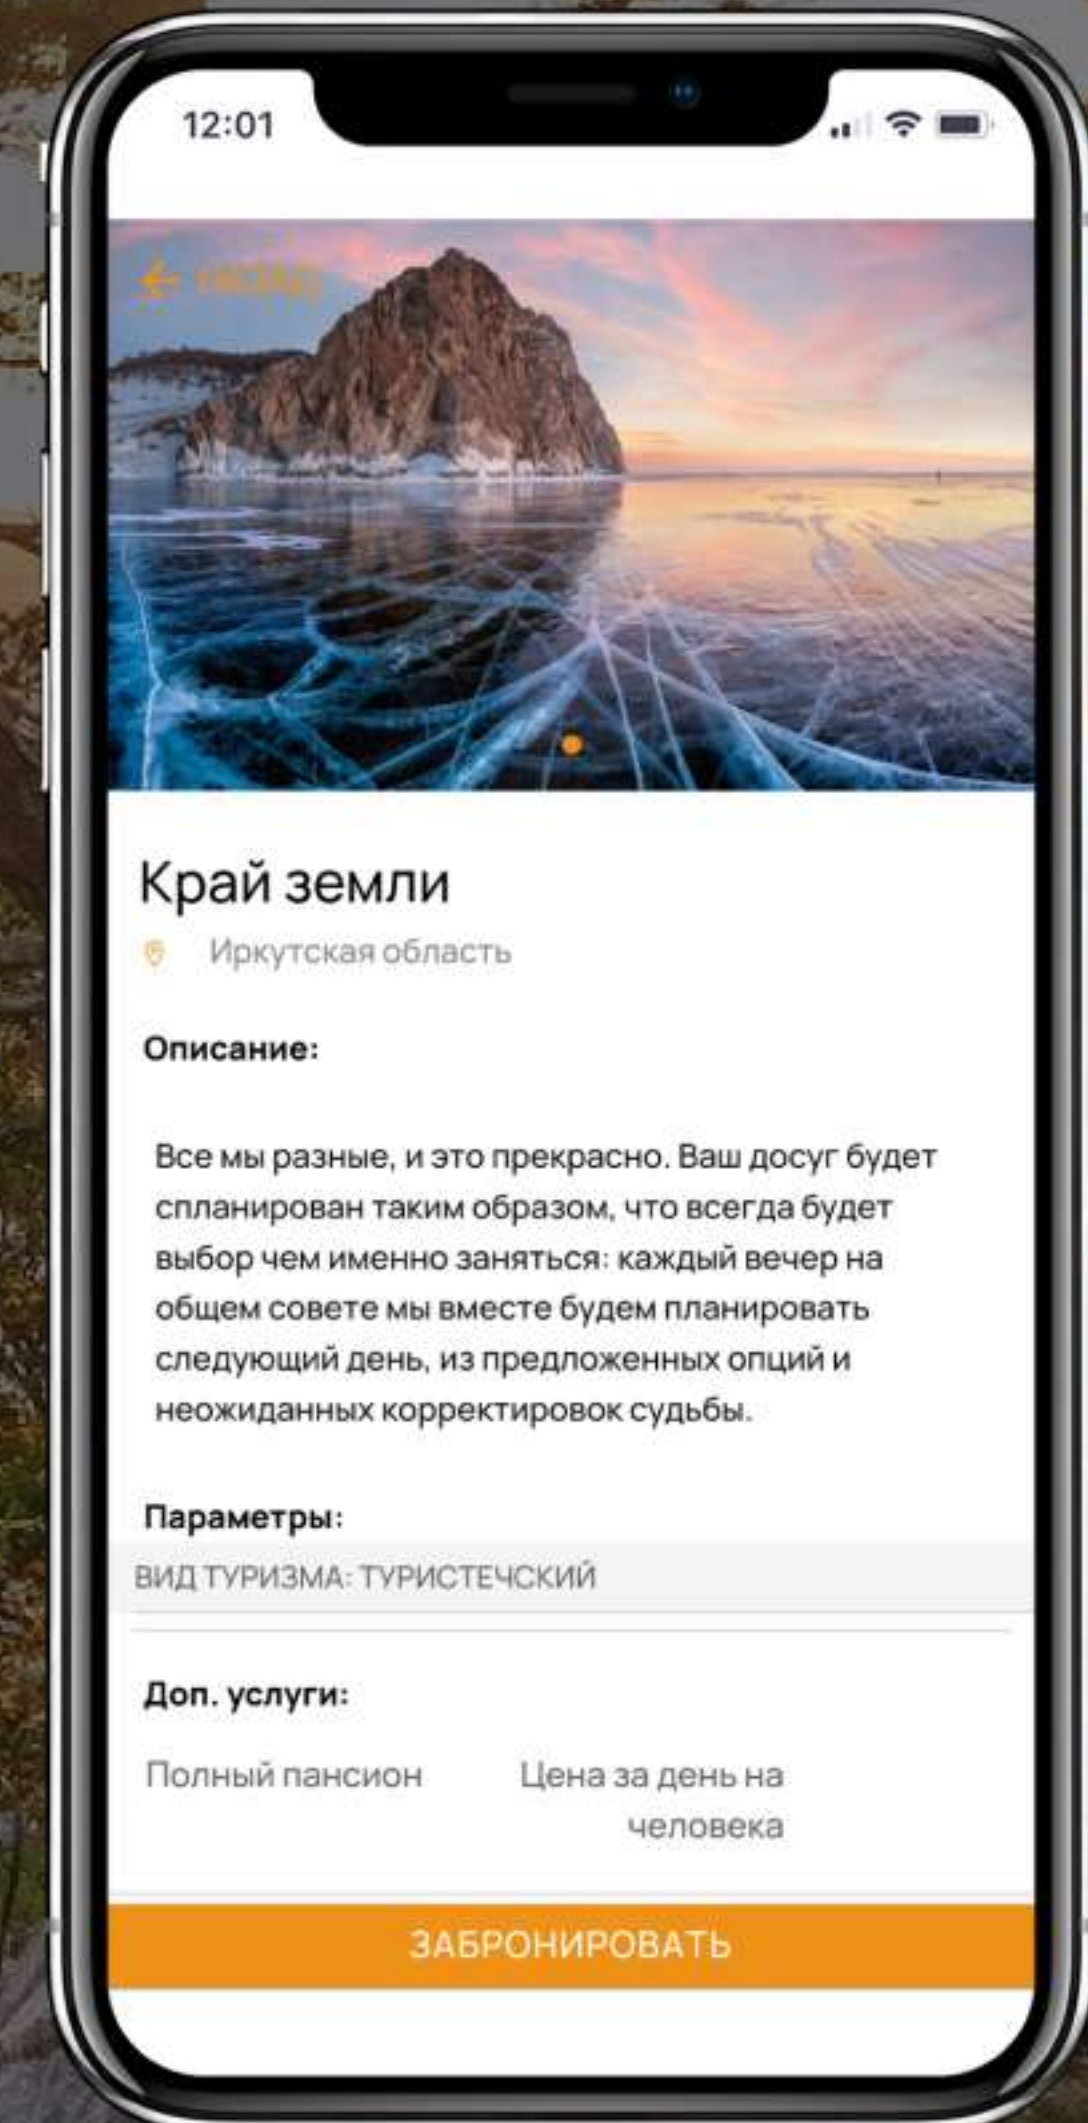 12:01
Край земли
Иркутская область
Описание:
Все мы разные, и это прекрасно. Ваш досуг будет
спланирован таким образом, что всегда будет
выбор чем именно заняться: каждый вечер на
общем совете мы вместе будем планировать
следующий день, из предложенных опций и
неожиданных корректировок судьбы.
Параметры:
ВИД ТУРИЗМА: ТУРИСТЕЧСКИЙ
Доп. услуги:
Полный пансион Цена за день на
человека
ЗАБРОНИРОВАТЬ